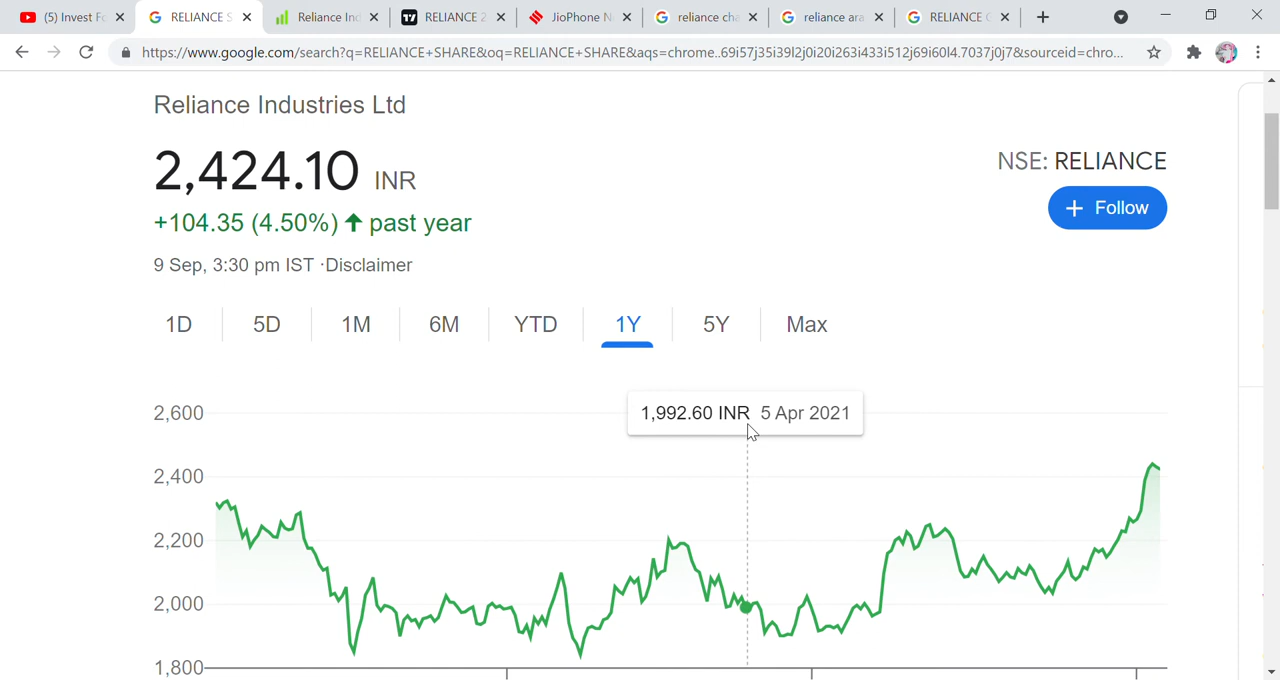 (5) Invest Fo
RELIANCE S
Reliance Ind
RELIANCE 2
JioPhone N
reliance cha
reliance ara
RELIANCE
https://www.google.com/search?q=RELIANCE+SHARE&oq=RELIANCE+SHARE&aqs=chrome..69i57j35i39l2j0i20i263i433i512j69i60l4.7037j0j7&sourceid=chro...
Reliance Industries Ltd
2,424.10 INR
NSE: RELIANCE
+ Follow
+104.35 (4.50%) ↑ past year
9 Sep, 3:30 pm IST ·Disclaimer
1D 5D 1M 6M YTD 1Y 5Y Max
1,992.60 INR 5 Apr 2021
2,600
2,400
2,200
2,000
1,800